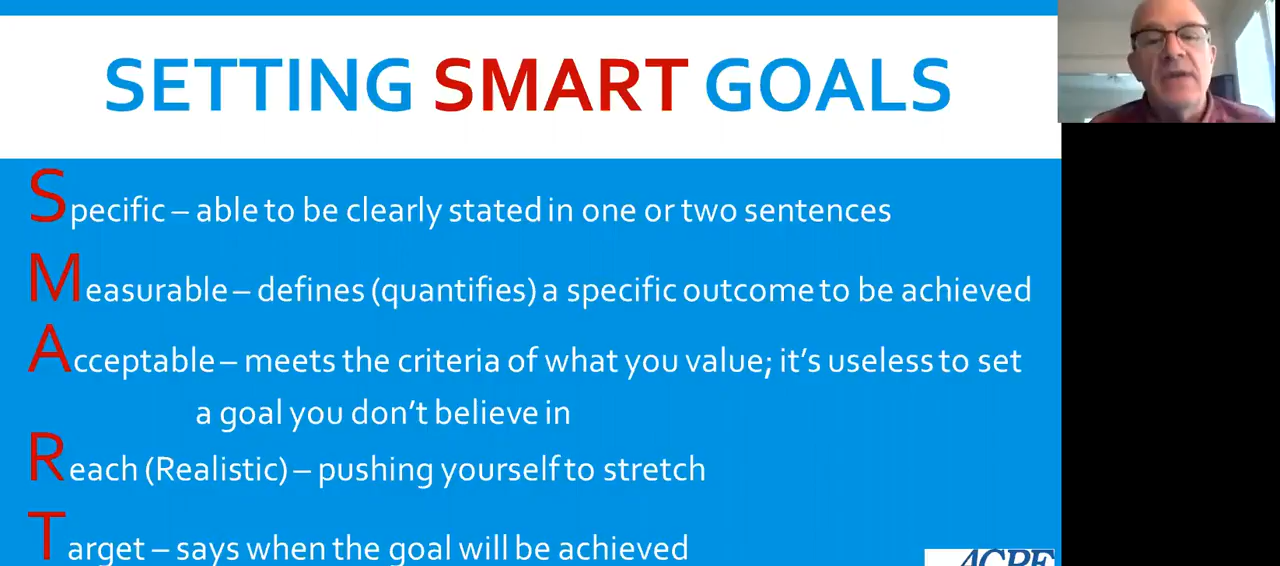 SETTING SMART GOALS
Specific – able to be clearly stated in one or two sentences
Measurable – defines (quantifies) a specific outcome to be achieved
Acceptable – meets the criteria of what you value; it’s useless to set
a goal you don’t believe in
Reach (Realistic) – pushing yourself to stretch
Target – says when the goal will be achieved